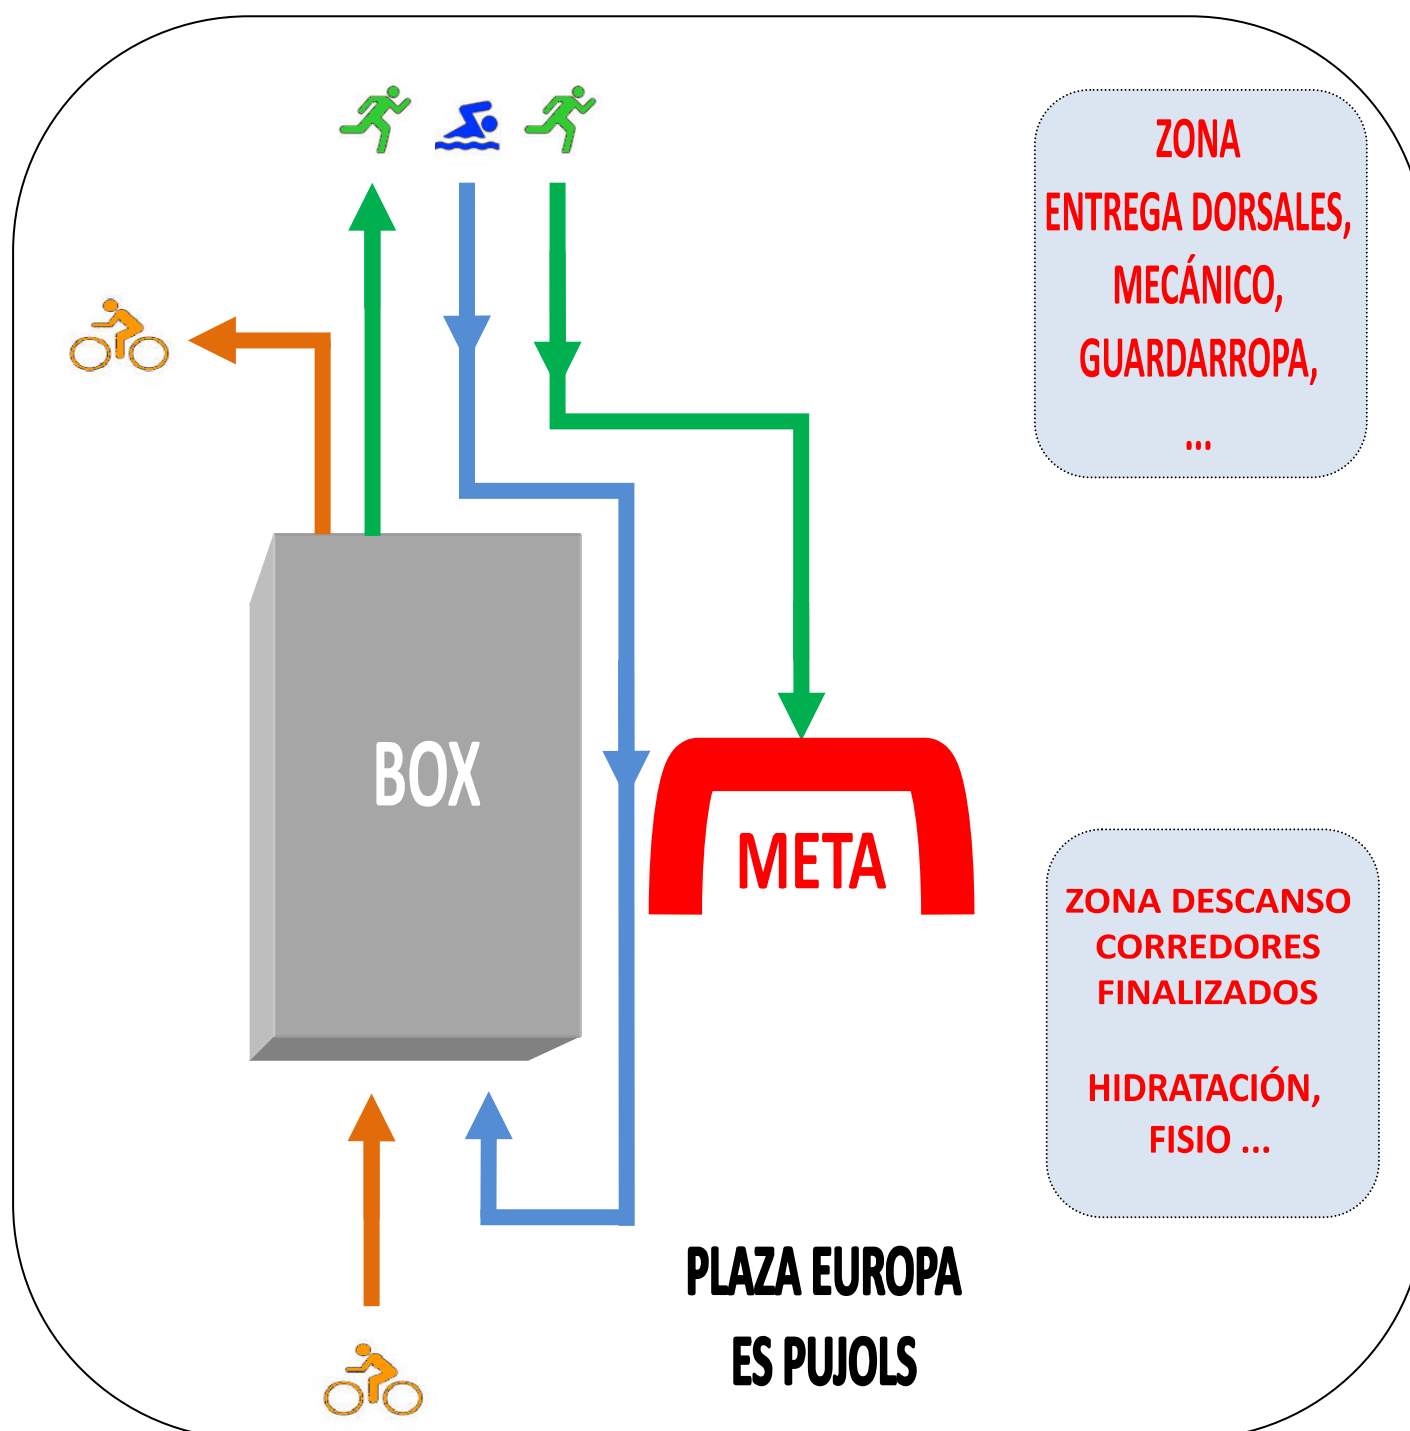 ZONA
ENTREGA DORSALES,
MECÁNICO,
GUARDARROPA,
...
BOX
META
ZONA DESCANSO
CORREDORES
FINALIZADOS
HIDRATACIÓN,
FISIO ...
PLAZA EUROPA
ES PUJOLS